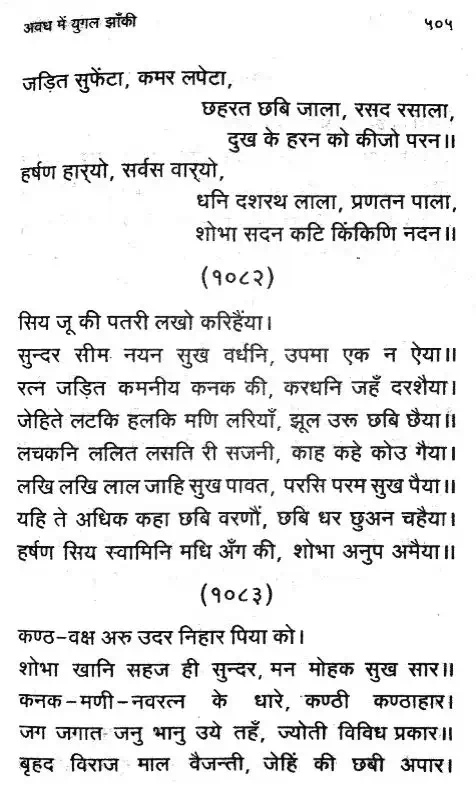 अवध में युगल झाँकी ५०५
जड़ित सुफेंटा, कमर लपेटा,
छहरत छबि जाला, रसद रसाला,
दुख के हरन को कीजो परन॥
हर्षण हार्‌यो, सर्वस वार्‌यो,
धनि दशरथ लाला, प्रणतन पाला,
शोभा सदन कटि किंकिणि नदन॥
(१०८२)
सिय जू की पतरी लखो करिहैंया।
सुन्दर सीम नयन सुख वर्धनि, उपमा एक न ऐया॥
रत्न जड़ित कमनीय कनक की, करधनि जहँ दरशैया।
जेहिते लटकि हलकि मणि लरियाँ, झूल उरू छबि छैया॥
लचकनि ललित लसति री सजनी, काह कहे कोउ गैया।
लखि लखि लाल जाहि सुख पावत, परसि परम सुख पैया॥
यहि ते अधिक कहा छबि वरणौं, छबि धर छुअन चहैया।
हर्षण सिय स्वामिनि मधि अँग की, शोभा अनुप अमैया॥
(१०८३)
कण्ठ-वक्ष अरु उदर निहार पिया को।
शोभा खानि सहज ही सुन्दर, मन मोहक सुख सार॥
कनक-मणी-नवरत्न के धारे, कण्ठी कण्ठाहार।
जग जगात जनु भानु उये तहँ, ज्योती विविध प्रकार॥
बृहद विराज माल वैजन्ती, जेहिं की छबी अपार।